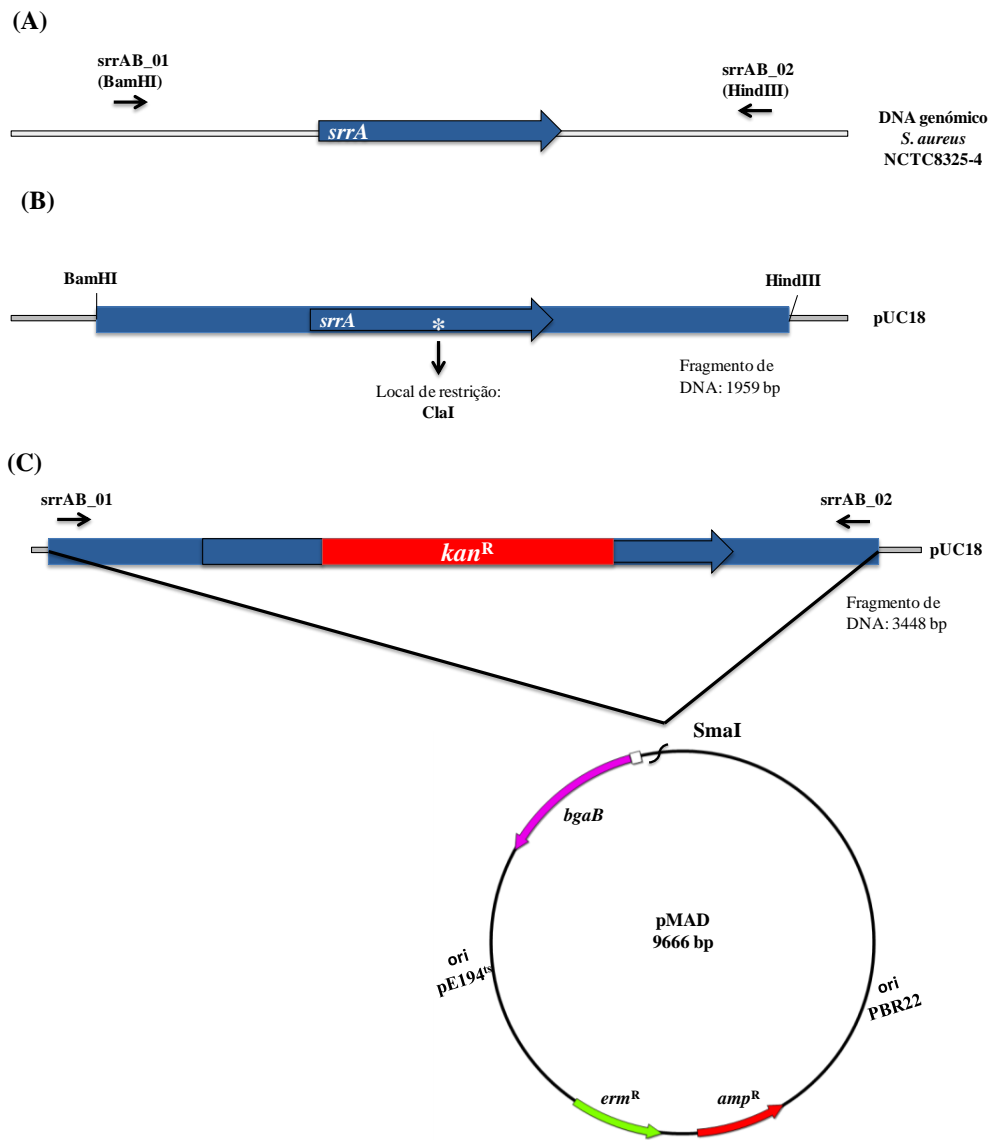 (A)
srrAB_01
(BamHI)
srrAB_02
(HindIII)
srrA
DNA genómico
S. aureus
NCTC8325-4
(B)
BamHI
HindIII
srrA
*
pUC18
Local de restrição:
ClaI
Fragmento de
DNA: 1959 bp
(C)
srrAB_01
srrAB_02
kanR
pUC18
Fragmento de
DNA: 3448 bp
SmaI
bgaB
pMAD
9666 bp
ori
pE194ts
ori
PBR22
ermR
ampR